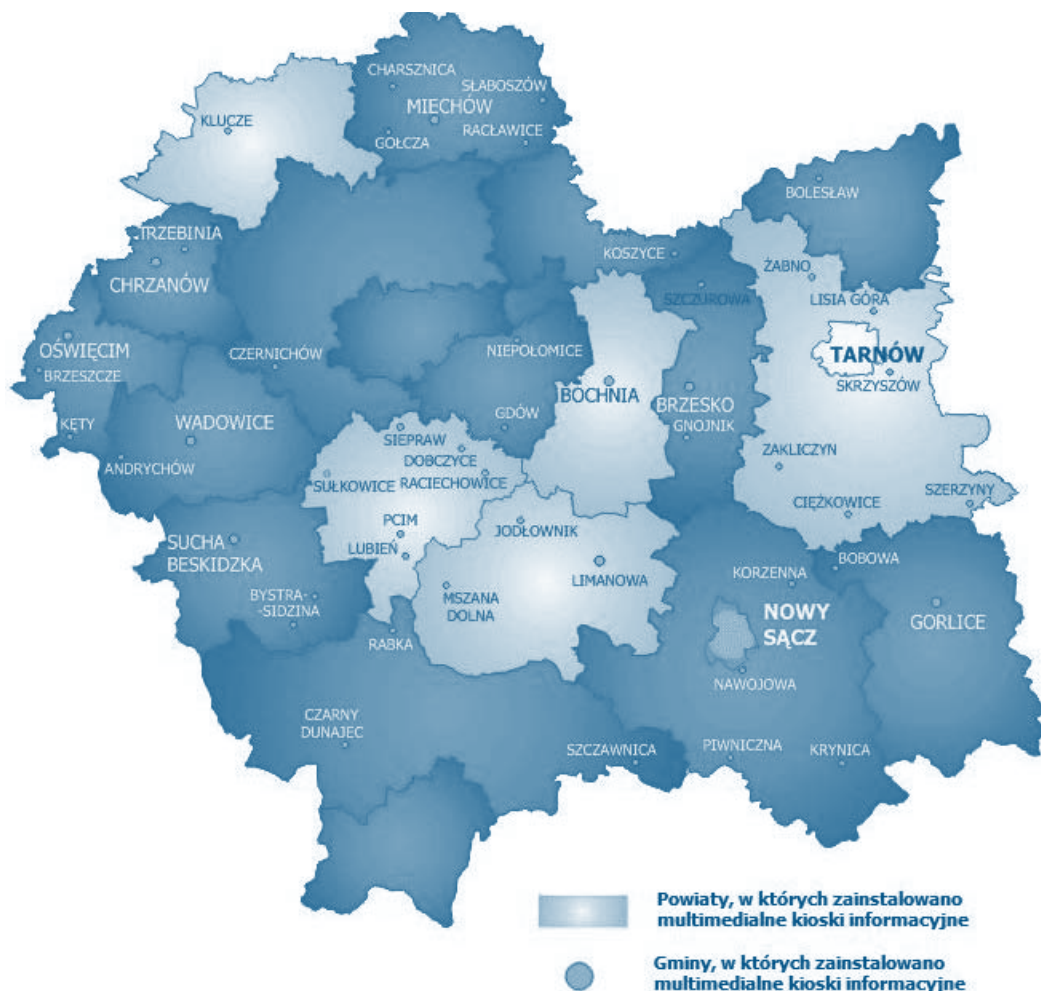 CHARSZNICA
SŁABOSZÓW
MIECHÓW
KLUCZE
GOŁCZA
RACŁAWICE
BOLESŁAW
TRZEBINIA
KOSZYCE
ŻABNO
CHRZANÓW
SZCZUROWA
LISIA GÓRA
OŚWIĘCIM
CZERNICHÓW
NIEPOŁOMICE
TARNÓW
BRZESZCZE
SKRZYSZÓW
BOCHNIA
BRZESKO
KĘTY
WADOWICE
GDÓW
GNOJNIK
SIEPRAW
ANDRYCHÓW
DOBCZYCE
ZAKLICZYN
SUŁKOWICE
RACIECHOWICE
SZERZYNY
CIĘŻKOWICE
PCIM
JODŁOWNIK
SUCHA
BESKIDZKA
LUBIEŃ
BOBOWA
LIMANOWA
KORZENNA
BYSTRA-
-SIDZINA
MSZANA
DOLNA
NOWY
SĄCZ
GORLICE
RABKA
NAWOJOWA
CZARNY
DUNAJEC
SZCZAWNICA
PIWNICZNA
KRYNICA
Powiaty, w których zainstalowano
multimedialne kioski informacyjne
Gminy, w których zainstalowano
multimedialne kioski informacyjne